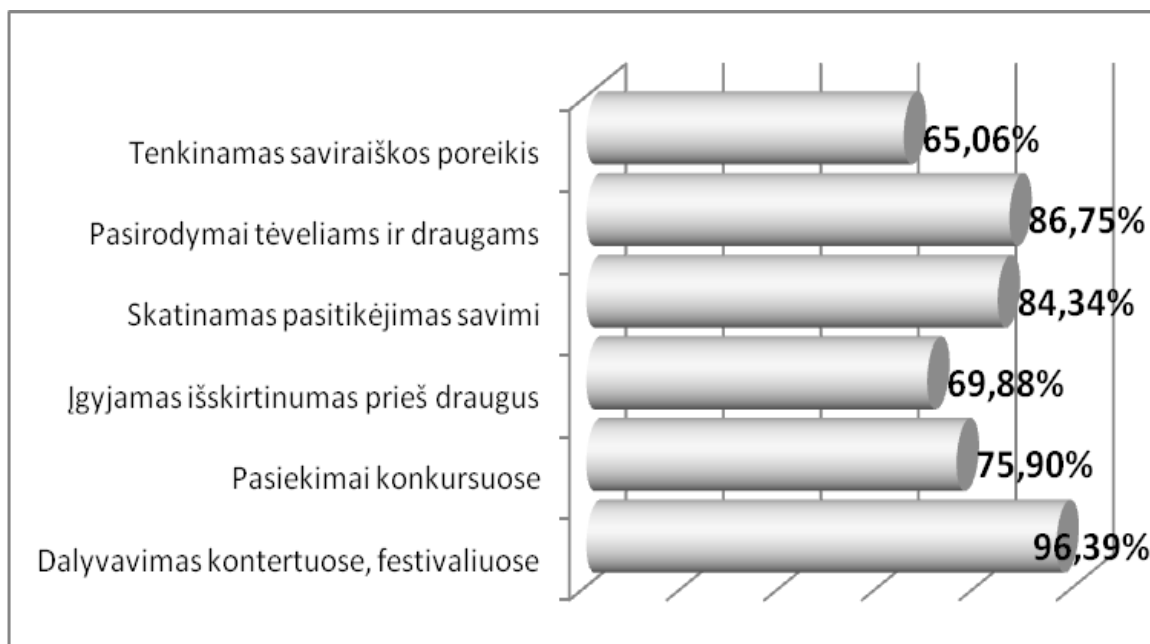 Tenkinamas saviraiškos poreikis
65,06%
Pasirodymai tėveliams ir draugams
86,75%
Skatinamas pasitikėjimas savimi
84,34%
Įgyjamas išskirtinumas prieš draugus
69,88%
Pasiekimai konkursuose
75,90%
Dalyvavimas kontertuose, festivaliuose
96,39%